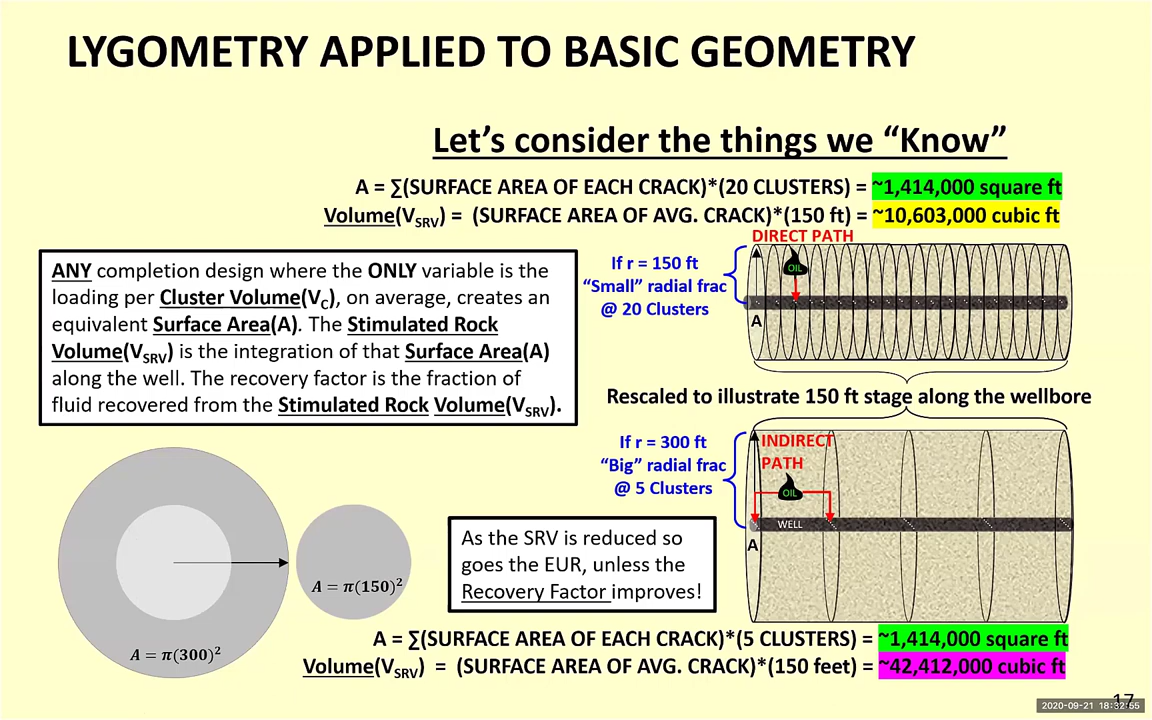 LYGOMETRY APPLIED TO BASIC GEOMETRY
Let's consider the things we “Know”
A = ∑(SURFACE AREA OF EACH CRACK)*(20 CLUSTERS) = ~1,414,000 square ft
Volume(VSRV) = (SURFACE AREA OF AVG. CRACK)*(150 ft) = ~10,603,000 cubic ft
ANY completion design where the ONLY variable is the
loading per Cluster Volume(VC), on average, creates an
equivalent Surface Area(A). The Stimulated Rock
Volume(VSRV) is the integration of that Surface Area(A)
along the well. The recovery factor is the fraction of
fluid recovered from the Stimulated Rock Volume(VSRV).
DIRECT PATH
If r = 150 ft
“Small” radial frac
@ 20 Clusters
OIL
A
Rescaled to illustrate 150 ft stage along the wellbore
If r = 300 ft
“Big” radial frac
@ 5 Clusters
INDIRECT
PATH
OIL
WELL
A
A = π(150)²
A = π(300)²
As the SRV is reduced so
goes the EUR, unless the
Recovery Factor improves!
A = ∑(SURFACE AREA OF EACH CRACK)*(5 CLUSTERS) = ~1,414,000 square ft
Volume(VSRV) = (SURFACE AREA OF AVG. CRACK)*(150 feet) = ~42,412,000 cubic ft
17
2020-09-21 18:32:55